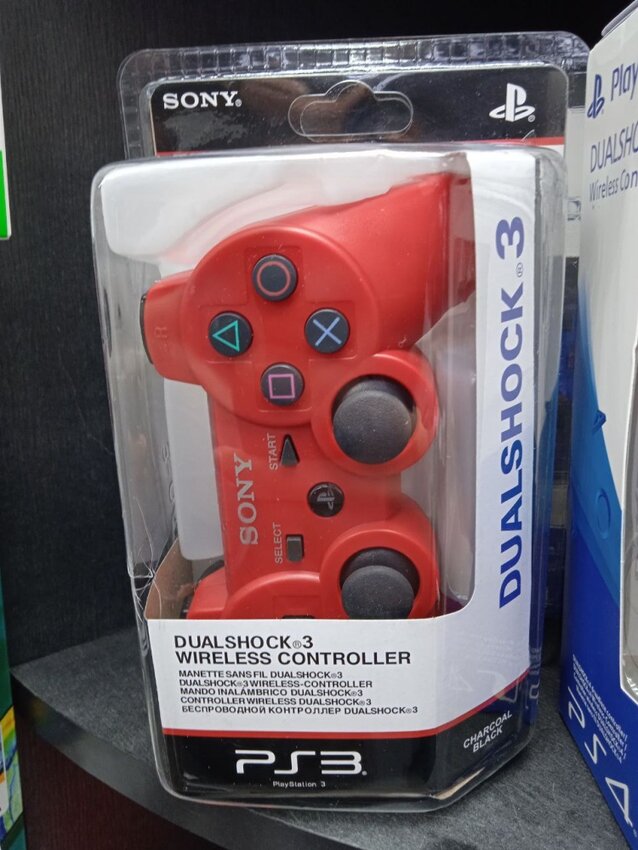 SONY®
DUALSHOCK®3
START
SONY
SELECT
DUALSHOCK®3
WIRELESS CONTROLLER
MANETTE SANS FIL DUALSHOCK®3
DUALSHOCK®3 WIRELESS-CONTROLLER
MANDO INALÁMBRICO DUALSHOCK®3
CONTROLLER WIRELESS DUALSHOCK®3
БЕСПРОВОДНОЙ КОНТРОЛЛЕР DUALSHOCK®3
CHARCOAL
BLACK
PS3.
PlayStation 3
Play
DUALSHO
Wireless Con
PS4